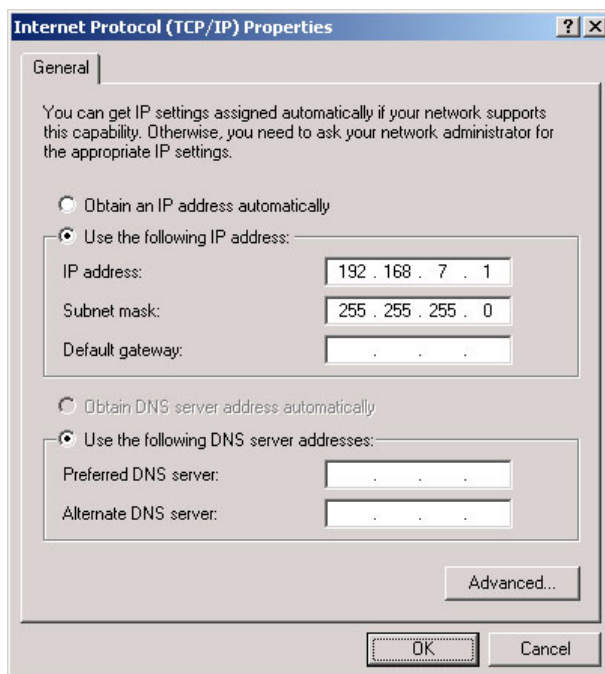 Internet Protocol (TCP/IP) Properties
General
You can get IP settings assigned automatically if your network supports
this capability. Otherwise, you need to ask your network administrator for
the appropriate IP settings.
Obtain an IP address automatically
Use the following IP address:
IP address: 192 . 168 . 7 . 1
Subnet mask: 255 . 255 . 255 . 0
Default gateway: . . .
Obtain DNS server address automatically
Use the following DNS server addresses:
Preferred DNS server: . . .
Alternate DNS server: . . .
Advanced...
OK Cancel